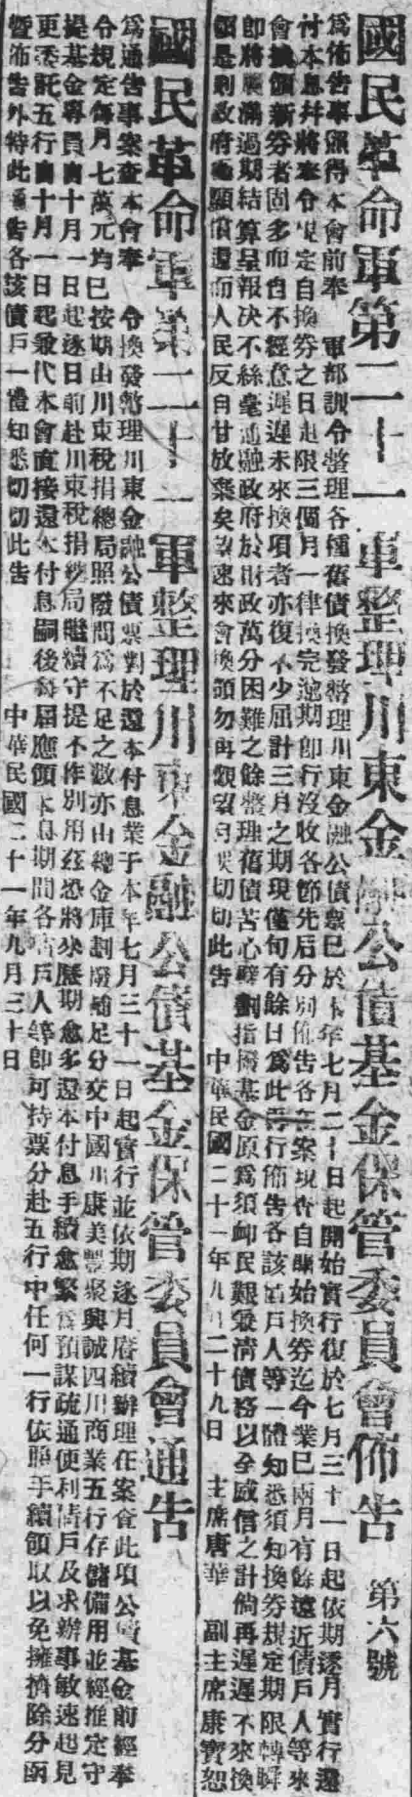 國民革命軍第二十一軍整理川東金融公債基金保管委員會佈告 第六號
爲佈告事照得本會前奉 軍部訓令整理各種舊債換發整理川東金融公債票已於本年七月二十日起開始實行復於七月三十一日起依期逐月實行還
付本息幷將奉令規定自換券之日起限三個月一律換完逾期卽行沒收各節先后分別佈告各在案現查自開始換券迄今業已兩月有餘遠近債戶人等來
會換領新券者固多而自不經意遲遲未來換項者亦復不少屈計三月之期現僅旬有餘日爲此再行佈告各該債戶人等一體知悉須知換券規定期限轉瞬
卽將屆滿過期結算呈報决不絲毫通融政府於財政萬分困難之餘整理舊債苦心擘劃指撥基金原爲須卹民艱發淸債務以孚威信之計倘再遲遲不來換
領是則政府雖願償還而人民反自甘放棄矣望速來會換領勿再觀望自誤切切此告 中華民國二十一年九月二十九日 主席唐華 副主席康寶恕
國民革命軍第二十一軍整理川東金融公債基金保管委員會通告
爲通告事案查本會奉 令換發整理川東金融公債票對於還本付息業于本年七月三十一日起實行並依期逐月賡續辦理在案查此項公債基金前經奉
令規定每月七萬元均已按期由川東稅捐總局照撥間爲不足之數亦由總金庫劃撥補足分交中國川康美豐聚興誠四川商業五行存儲備用並經推定守
提基金專員由十月一日起逐日前赴川東稅捐總局繼續守提不作別用茲恐將來歷期愈多還本付息手續愈繁爲預謀疏通便利債戶及求辦事敏速起見
更委託五行由十月一日起兼代本會直接還本付息嗣後每屆應領本息期間各債戶人等卽可持票分赴五行中任何一行依照手續領取以免擁擠除分函
暨佈告外特此通告各該債戶一體知悉切切此告 中華民國二十一年九月三十日